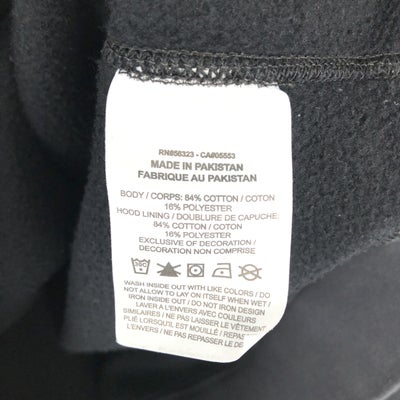 RN#56323 - CA#05553
MADE IN PAKISTAN
FABRIQUE AU PAKISTAN
BODY / CORPS: 84% COTTON / COTON
16% POLYESTER
HOOD LINING / DOUBLURE DE CAPUCHE:
84% COTTON / COTON
16% POLYESTER
EXCLUSIVE OF DECORATION /
DECORATION NON COMPRISE
WASH INSIDE OUT WITH LIKE COLORS / DO
NOT ALLOW TO LAY ON ITSELF WHEN WET /
IRON INSIDE OUT / DO NOT IRON DESIGN
LAVER A L'ENVERS AVEC COULEURS
SIMILAIRES / NE PAS LAISSER LE VÊTEMENT
PLIÉ LORSQU'IL EST MOUILLÉ / REPASSER
L'ENVERS / NE PAS REPASSER LE